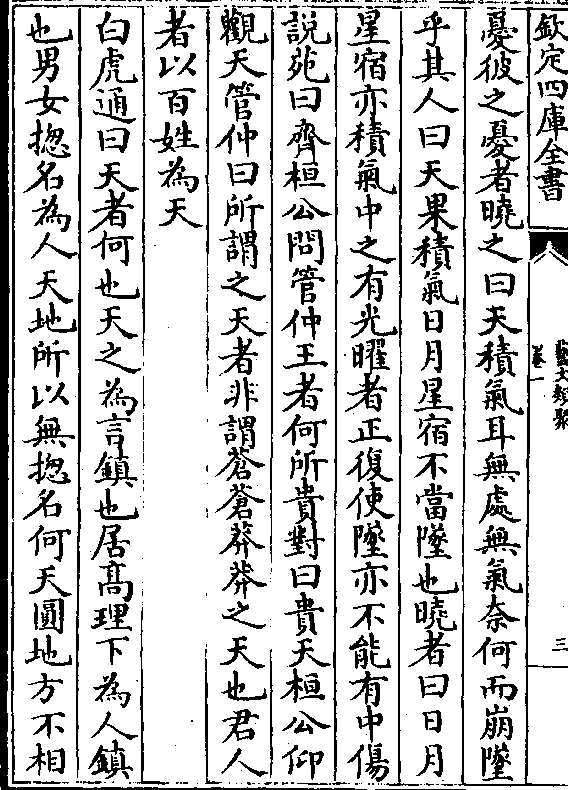 欽定四庫全書
藝文類聚
卷一
三
憂彼之憂者曉之曰天積氣耳無處無氣奈何而崩墜
乎其人曰天果積氣日月星宿不當墜也曉者曰日月
星宿亦積氣中之有光曜者正復使墜亦不能有中傷
說苑曰齊桓公問管仲王者何所貴對曰貴天桓公仰
觀天管仲曰所謂之天者非謂蒼蒼莽莽之天也君人
者以百姓為天
白虎通曰天者何也天之為言鎮也居髙理下為人鎮
也男女揔名為人天地所以無揔名何天圓地方不相